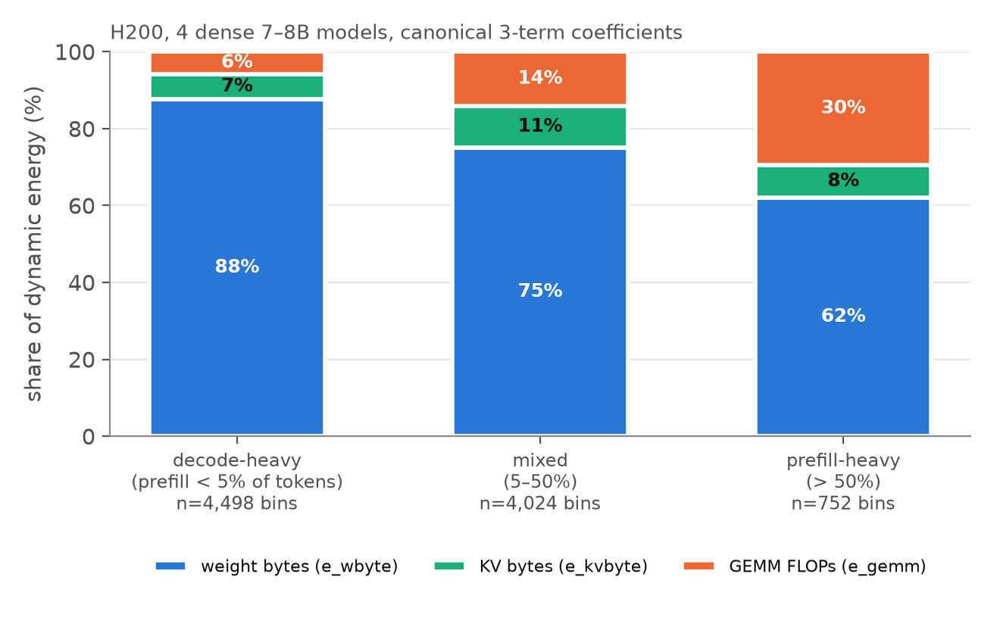 H200, 4 dense 7–8B models, canonical 3-term coefficients
share of dynamic energy (%)
100
80
60
40
20
0
6%
7%
88%
14%
11%
75%
30%
8%
62%
decode-heavy
(prefill < 5% of tokens)
n=4,498 bins
mixed
(5–50%)
n=4,024 bins
prefill-heavy
(> 50%)
n=752 bins
weight bytes (e_wbyte)
KV bytes (e_kvbyte)
GEMM FLOPs (e_gemm)